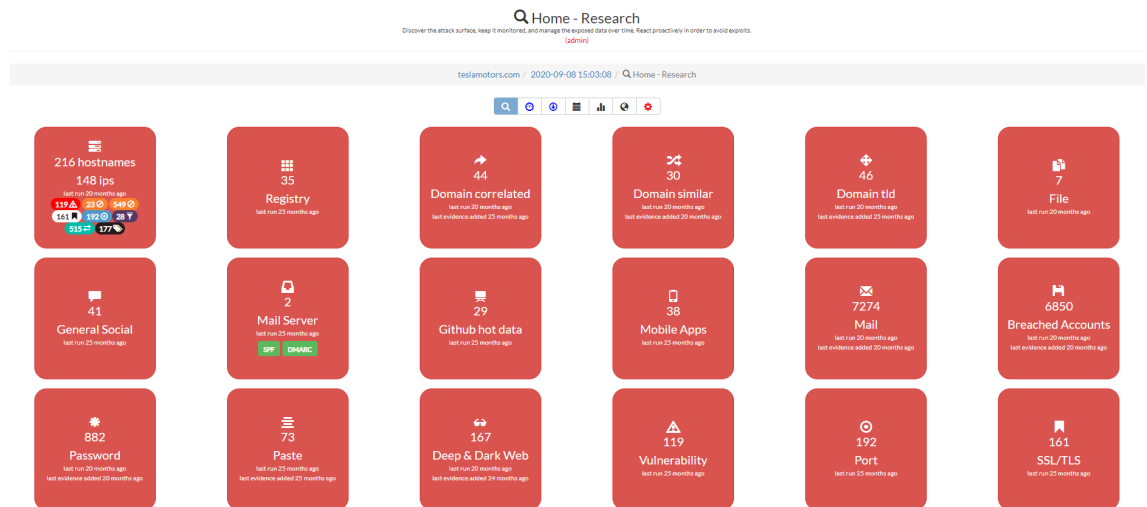 Home - Research
Discover the attack surface, keep it monitored, and manage the exposed data over time. React proactively in order to avoid exploits.
(admin)
teslamotors.com / 2020-09-08 15:03:08 / Home - Research
216 hostnames
148 ips
last run 20 months ago
119 23 549
161 192 28
515 177
35
Registry
last run 25 months ago
44
Domain correlated
last run 20 months ago
last evidence added 25 months ago
30
Domain similar
last run 20 months ago
last evidence added 20 months ago
46
Domain tld
last run 20 months ago
last evidence added 25 months ago
7
File
last run 20 months ago
41
General Social
last run 25 months ago
2
Mail Server
last run 25 months ago
SPF DMARC
29
Github hot data
last run 25 months ago
38
Mobile Apps
last run 25 months ago
7274
Mail
last run 20 months ago
last evidence added 20 months ago
6850
Breached Accounts
last run 20 months ago
last evidence added 20 months ago
882
Password
last run 20 months ago
last evidence added 20 months ago
73
Paste
last run 25 months ago
last evidence added 25 months ago
167
Deep & Dark Web
last run 20 months ago
last evidence added 24 months ago
119
Vulnerability
last run 25 months ago
192
Port
last run 25 months ago
161
SSL/TLS
last run 25 months ago